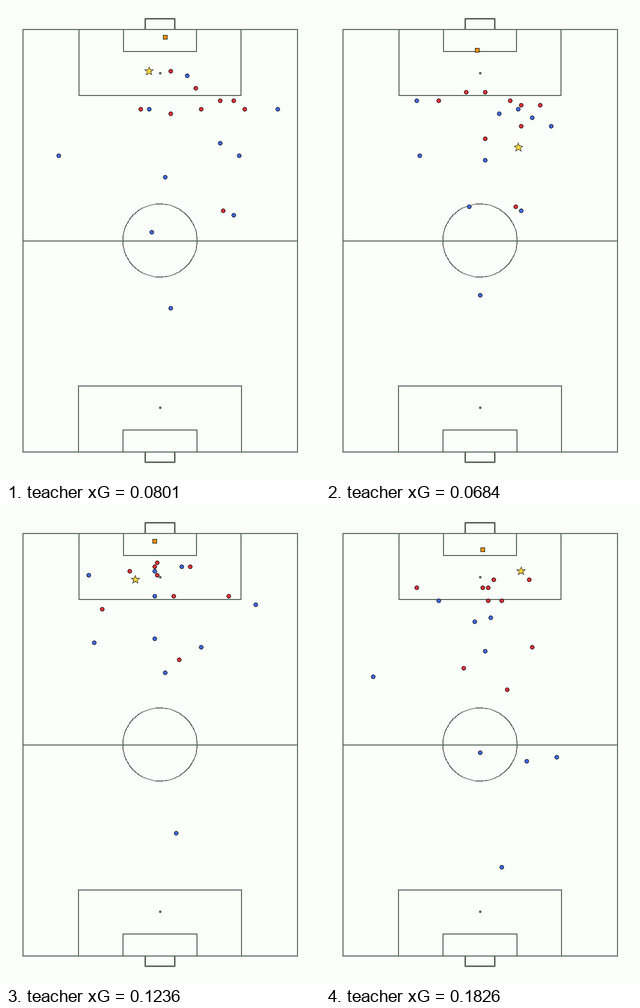 1. teacher xG = 0.0801
2. teacher xG = 0.0684
3. teacher xG = 0.1236
4. teacher xG = 0.1826